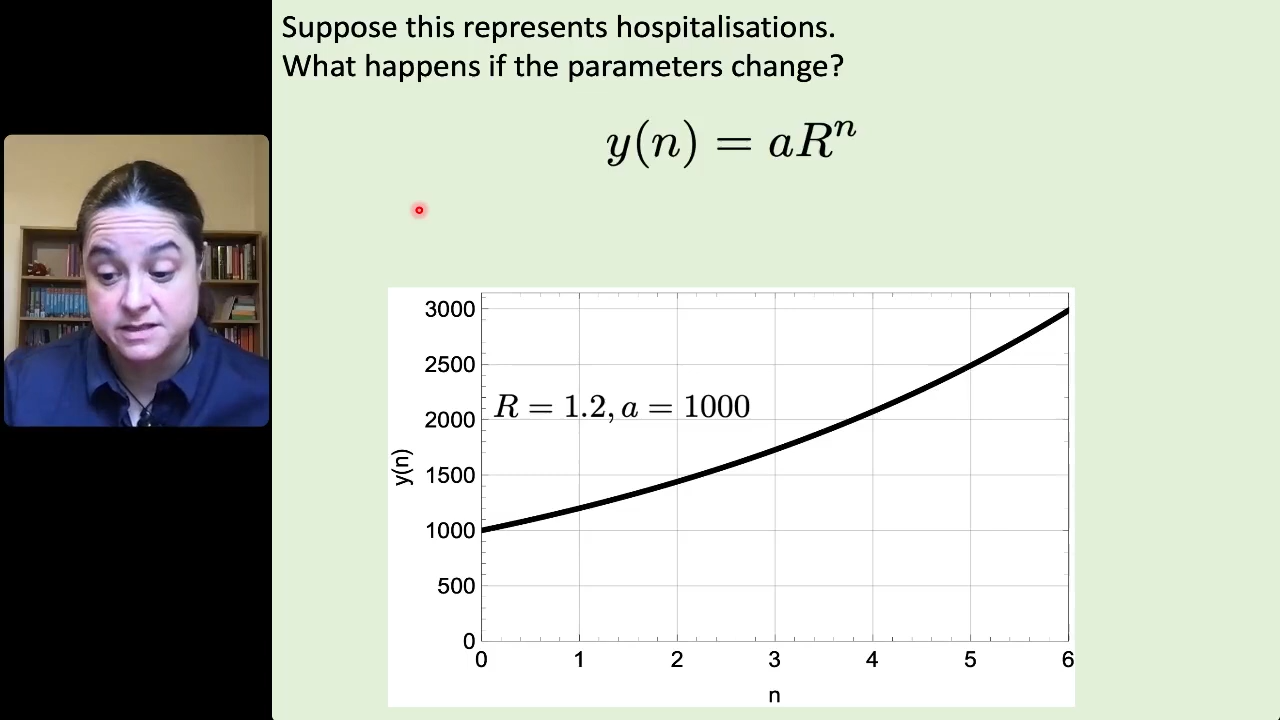 Suppose this represents hospitalisations.
What happens if the parameters change?
y(n) = aRⁿ
3000
2500
R = 1.2, a = 1000
2000
y(n)
1500
1000
500
0
0 1 2 3 4 5 6
n